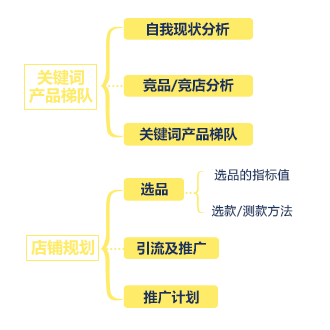 关键词
产品梯队
自我现状分析
竞品/竞店分析
关键词产品梯队
店铺规划
选品
选品的指标值
选款/测款方法
引流及推广
推广计划